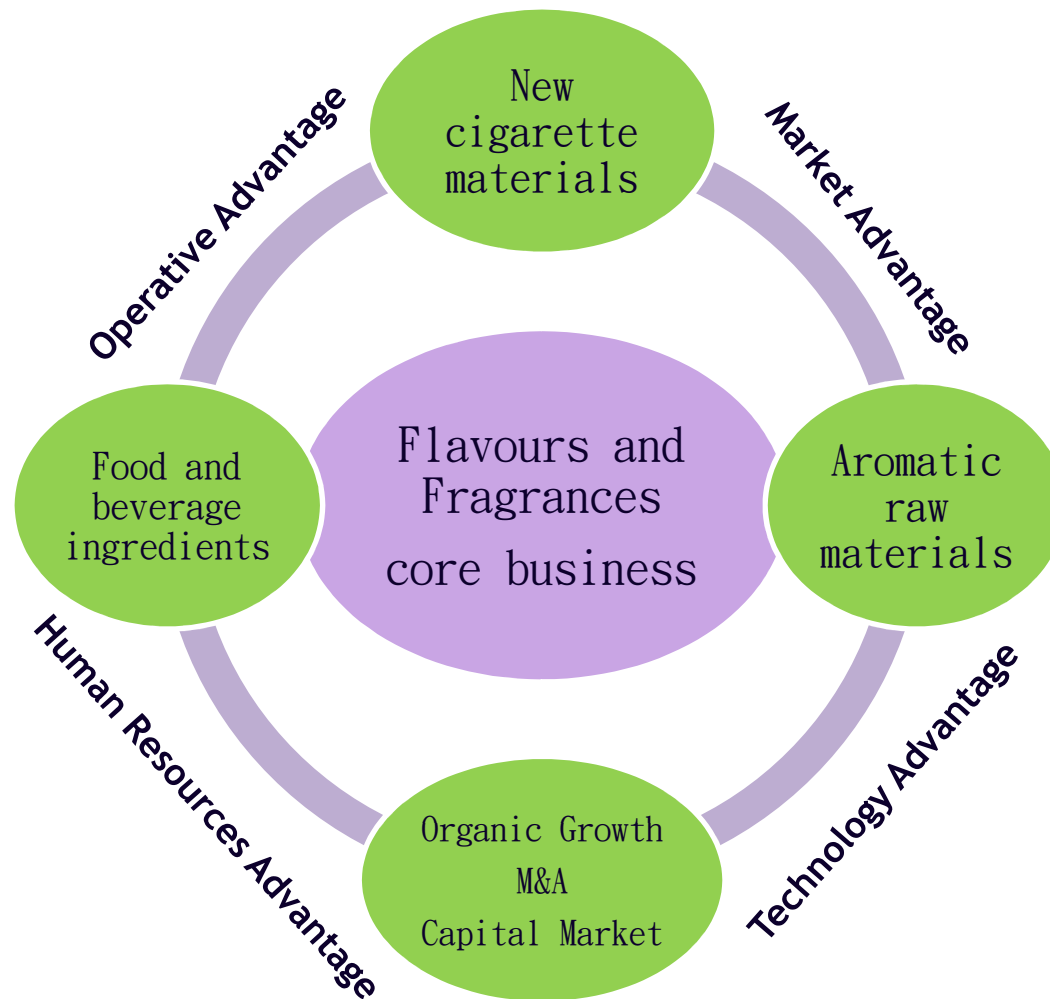 New
cigarette
materials
Operative Advantage
Market Advantage
Food and
beverage
ingredients
Flavours and
Fragrances
core business
Aromatic
raw
materials
Human Resources Advantage
Technology Advantage
Organic Growth
M&A
Capital Market